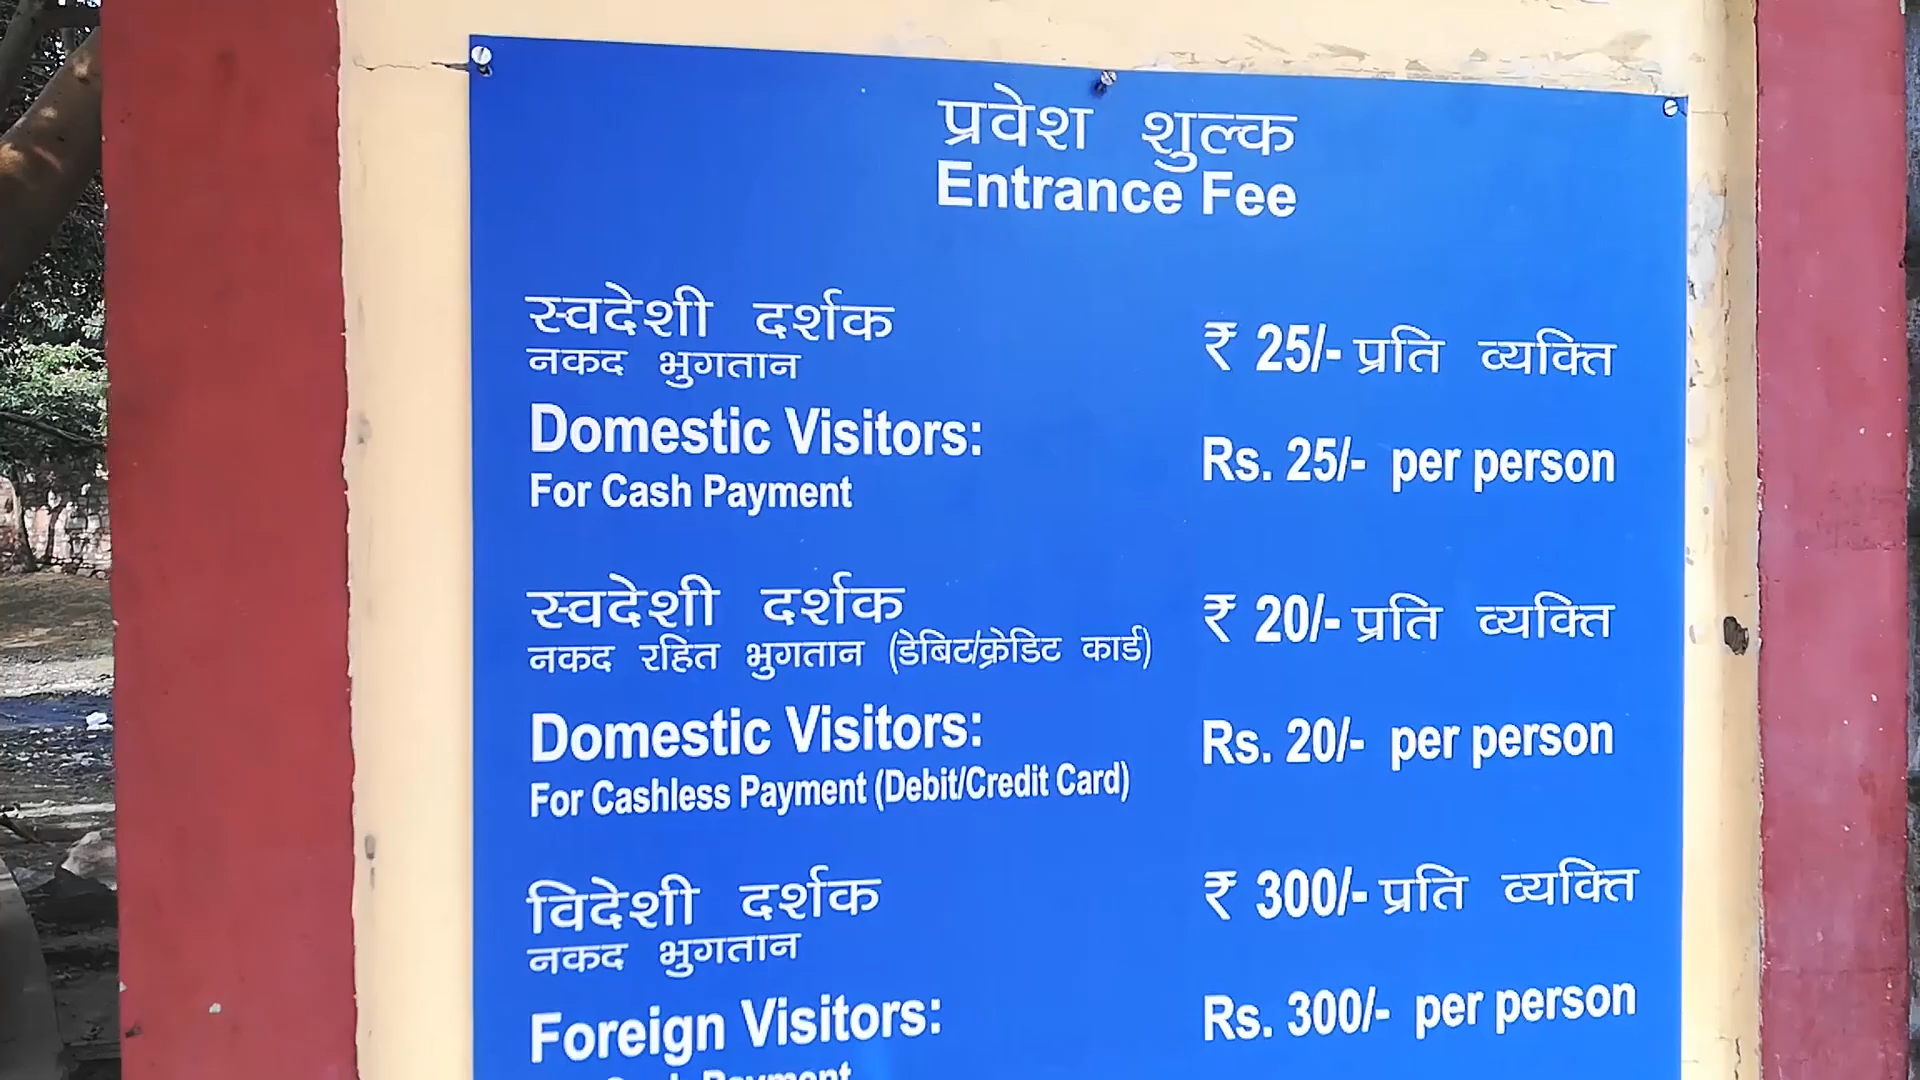 प्रवेश शुल्क
Entrance Fee
स्वदेशी दर्शक
नकद भुगतान
₹ 25/- प्रति व्यक्ति
Domestic Visitors:
For Cash Payment
Rs. 25/- per person
स्वदेशी दर्शक
नकद रहित भुगतान (डेबिट/क्रेडिट कार्ड)
₹ 20/- प्रति व्यक्ति
Domestic Visitors:
For Cashless Payment (Debit/Credit Card)
Rs. 20/- per person
विदेशी दर्शक
नकद भुगतान
₹ 300/- प्रति व्यक्ति
Foreign Visitors:
Rs. 300/- per person
Cash Payment